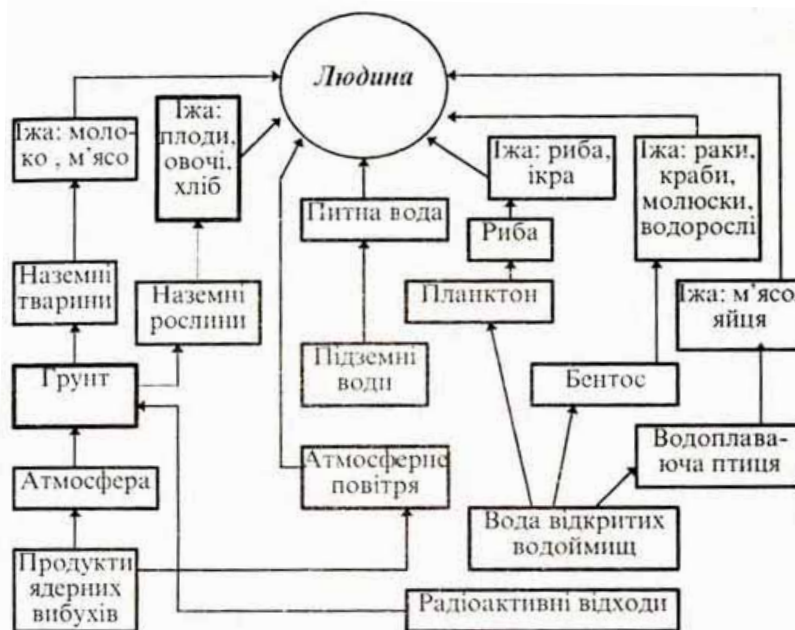 Людина
Їжа: моло-
ко , м’ясо
Їжа:
плоди,
овочі,
хліб
Їжа: риба,
ікра
Їжа: раки,
краби,
молюски,
водорослі
Питна вода
Риба
Наземні
тварини
Наземні
рослини
Планктон
Їжа: м’ясо,
яйця
Підземні
води
Ґрунт
Бентос
Водоплава-
юча птиця
Атмосфера
Атмосферне
повітря
Вода відкритих
водоймищ
Продукти
ядерних
вибухів
Радіоактивні відходи